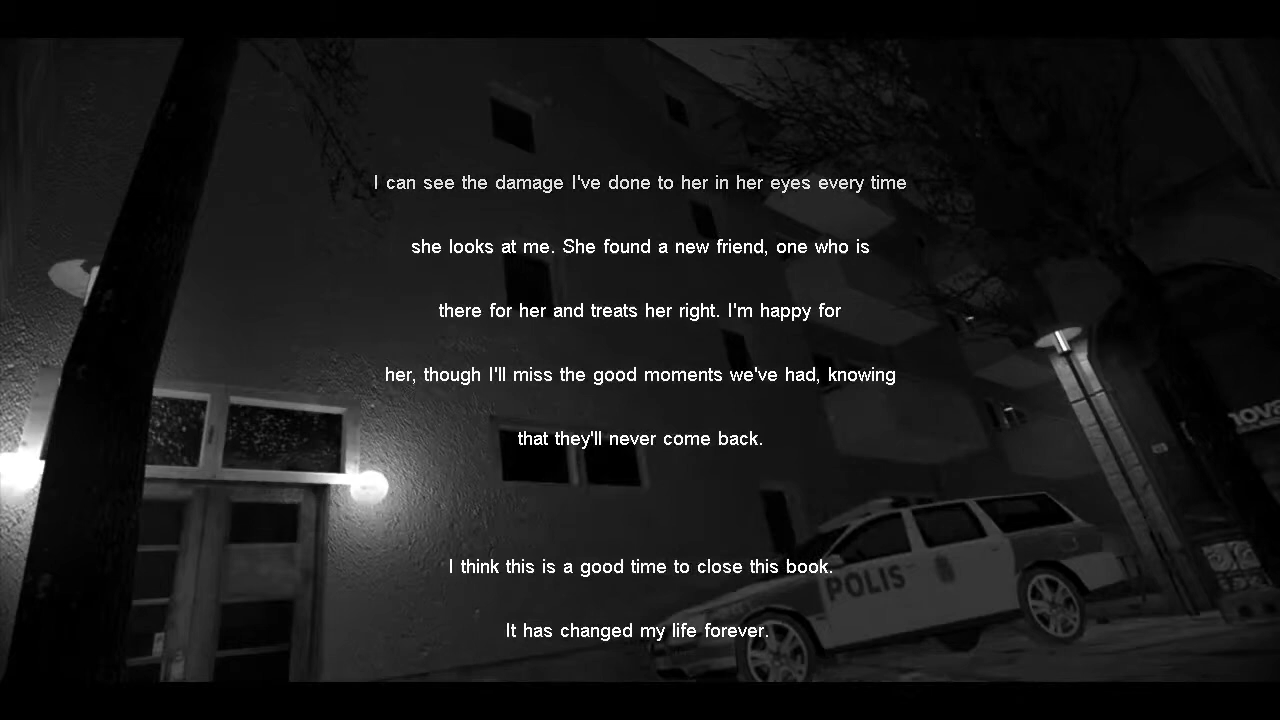 I can see the damage I've done to her in her eyes every time
she looks at me. She found a new friend, one who is
there for her and treats her right. I'm happy for
her, though I'll miss the good moments we've had, knowing
that they'll never come back.
I think this is a good time to close this book.
It has changed my life forever.
POLIS